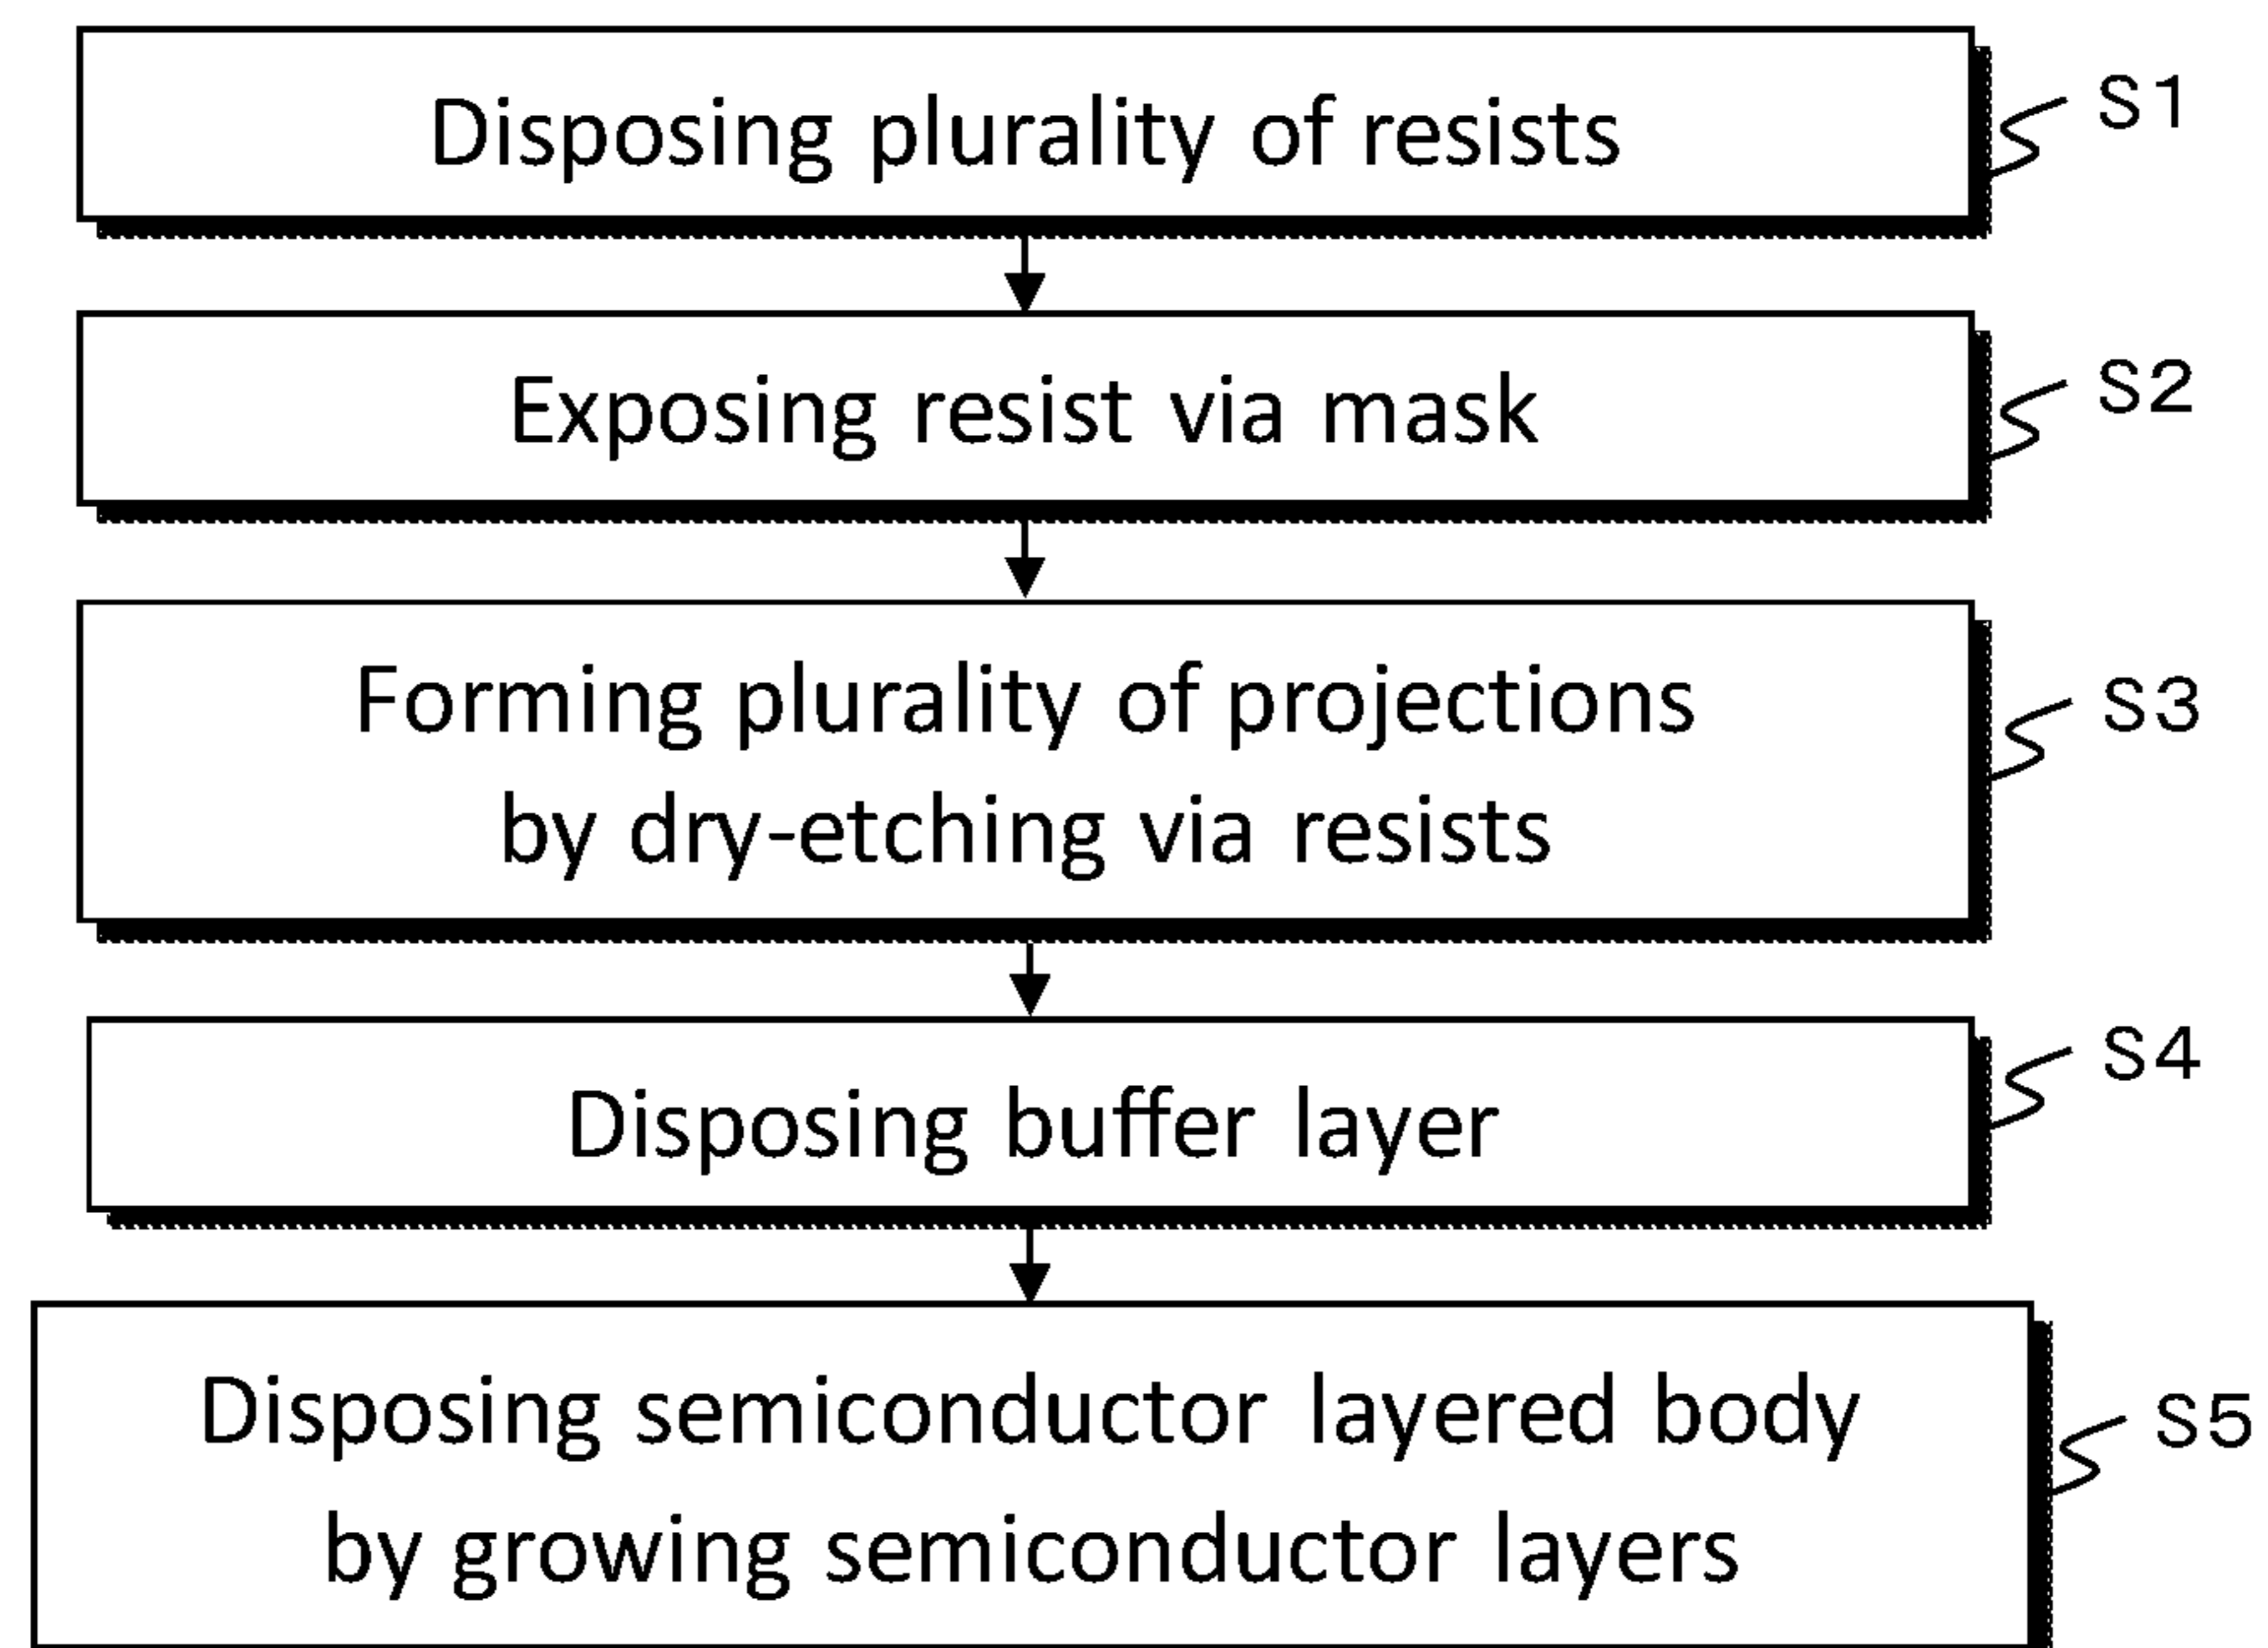 Disposing plurality of resists
S1
Exposing resist via mask
S2
Forming plurality of projections
by dry-etching via resists
S3
Disposing buffer layer
S4
Disposing semiconductor layered body
by growing semiconductor layers
S5